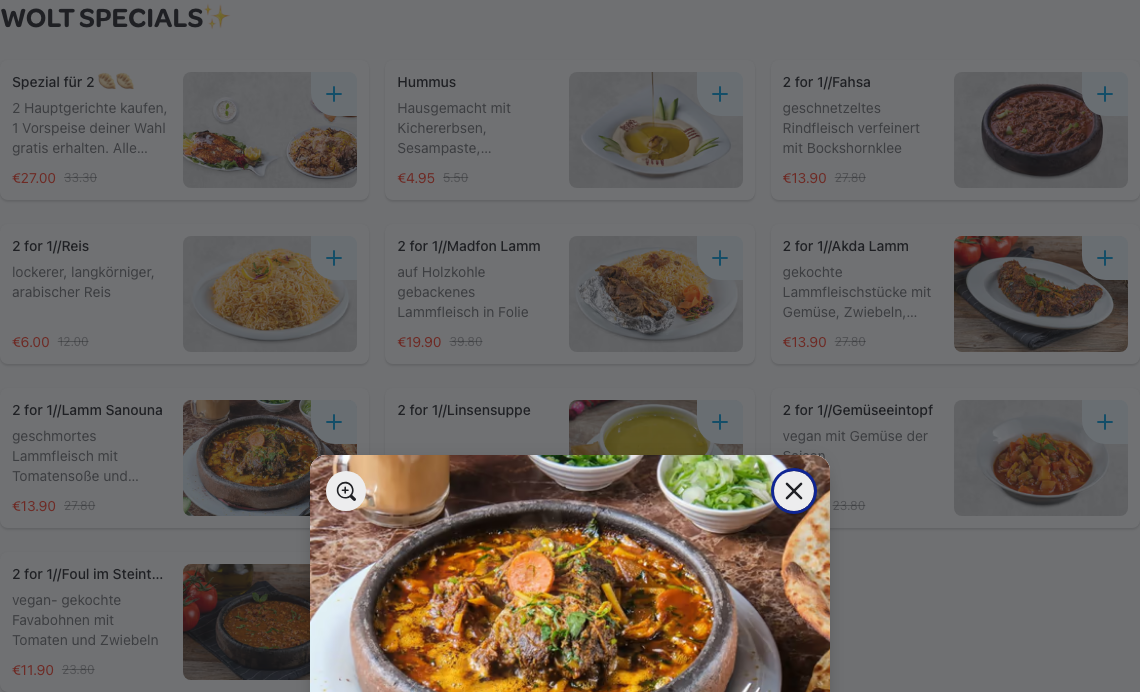 WOLT SPECIALS✨
Spezial für 2 🥟🥟
2 Hauptgerichte kaufen,
1 Vorspeise deiner Wahl
gratis erhalten. Alle...
€27.00 33.30
Hummus
Hausgemacht mit
Kichererbsen,
Sesampaste,...
€4.95 5.50
2 for 1//Fahsa
geschnetzeltes
Rindfleisch verfeinert
mit Bockshornklee
€13.90 27.80
2 for 1//Reis
lockerer, langkörniger,
arabischer Reis
€6.00 12.00
2 for 1//Madfon Lamm
auf Holzkohle
gebackenes
Lammfleisch in Folie
€19.90 39.80
2 for 1//Akda Lamm
gekochte
Lammfleischstücke mit
Gemüse, Zwiebeln,...
€13.90 27.80
2 for 1//Lamm Sanouna
geschmortes
Lammfleisch mit
Tomatensoße und...
€13.90 27.80
2 for 1//Linsensuppe
2 for 1//Gemüseeintopf
vegan mit Gemüse der
Saison
23.80
2 for 1//Foul im Steint...
vegan- gekochte
Favabohnen mit
Tomaten und Zwiebeln
€11.90 23.80